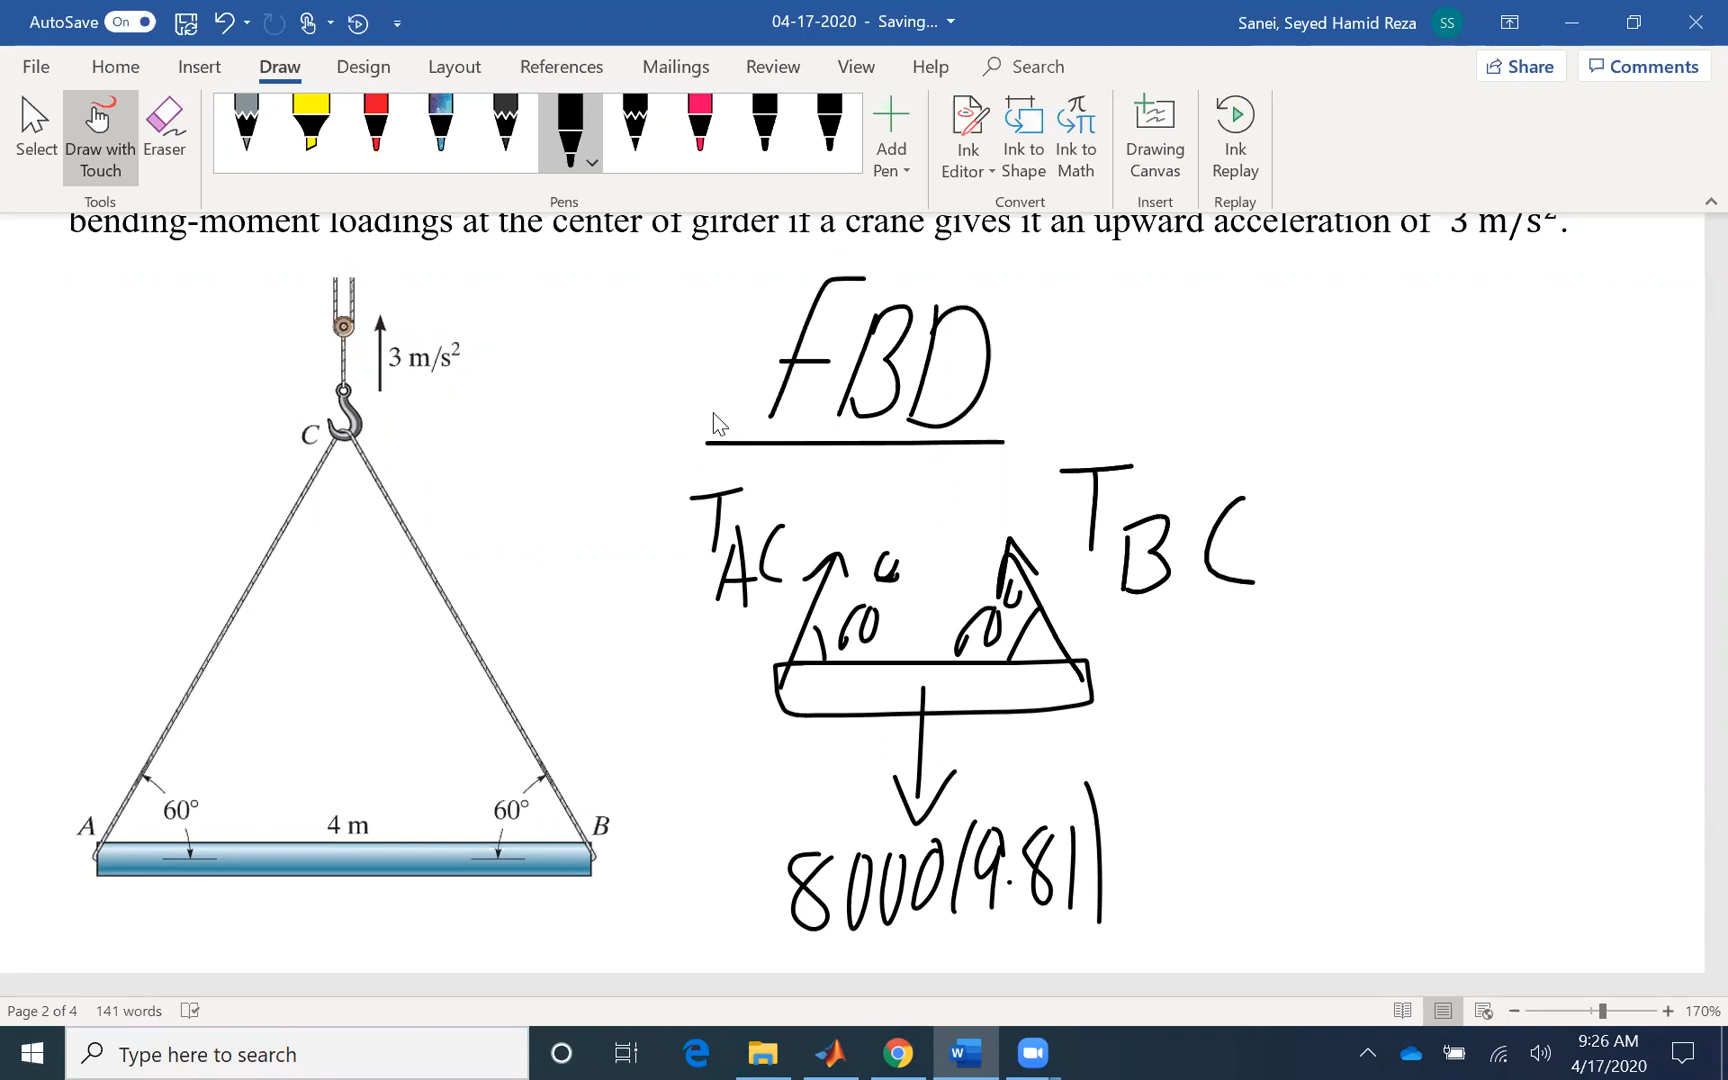 AutoSave On
04-17-2020 - Saving...
Sanei, Seyed Hamid Reza SS
File Home Insert Draw Design Layout References Mailings Review View Help Search Share Comments
Select
Draw with Touch
Eraser
Add Pen
Ink Editor
Ink to Shape
Ink to Math
Drawing Canvas
Ink Replay
Tools Pens Convert Insert Replay
bending-moment loadings at the center of girder if a crane gives it an upward acceleration of 3 m/s².
3 m/s²
C
60°
60°
A
4 m
B
FBD
T AC
T BC
60°
60°
8000(9.81)
Page 2 of 4 141 words 170%
Type here to search
9:26 AM
4/17/2020